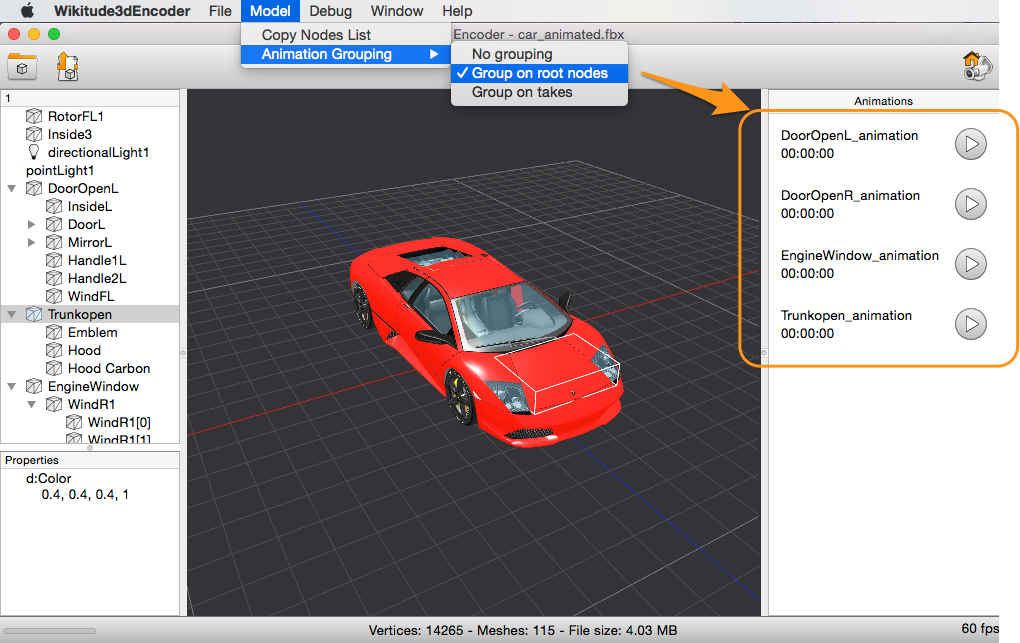 Wikitude3dEncoder File Model Debug Window Help
Copy Nodes List
Animation Grouping
Encoder - car_animated.fbx
No grouping
✓ Group on root nodes
Group on takes
1
RotorFL1
Inside3
directionalLight1
pointLight1
DoorOpenL
InsideL
DoorL
MirrorL
Handle1L
Handle2L
WindFL
Trunkopen
Emblem
Hood
Hood Carbon
EngineWindow
WindR1
WindR1[0]
WindR1[1]
Properties
d:Color
0.4, 0.4, 0.4, 1
Animations
DoorOpenL_animation
00:00:00
DoorOpenR_animation
00:00:00
EngineWindow_animation
00:00:00
Trunkopen_animation
00:00:00
Vertices: 14265 - Meshes: 115 - File size: 4.03 MB
60 fps